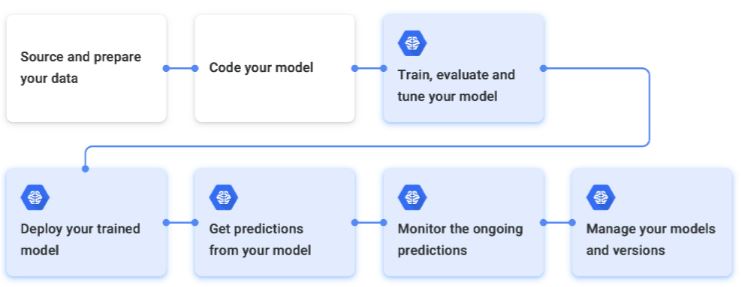 Source and prepare
your data
Code your model
Train, evaluate and
tune your model
Deploy your trained
model
Get predictions
from your model
Monitor the ongoing
predictions
Manage your models
and versions